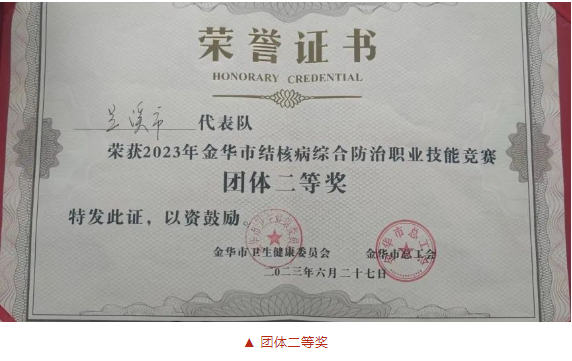 荣誉证书
HONORARY CREDENTIAL
兰溪市 代表队
荣获2023年金华市结核病综合防治职业技能竞赛
团体二等奖
特发此证，以资鼓励。
金华市卫生健康委员会 金华市总工会
二〇二三年六月二十七日
▲ 团体二等奖